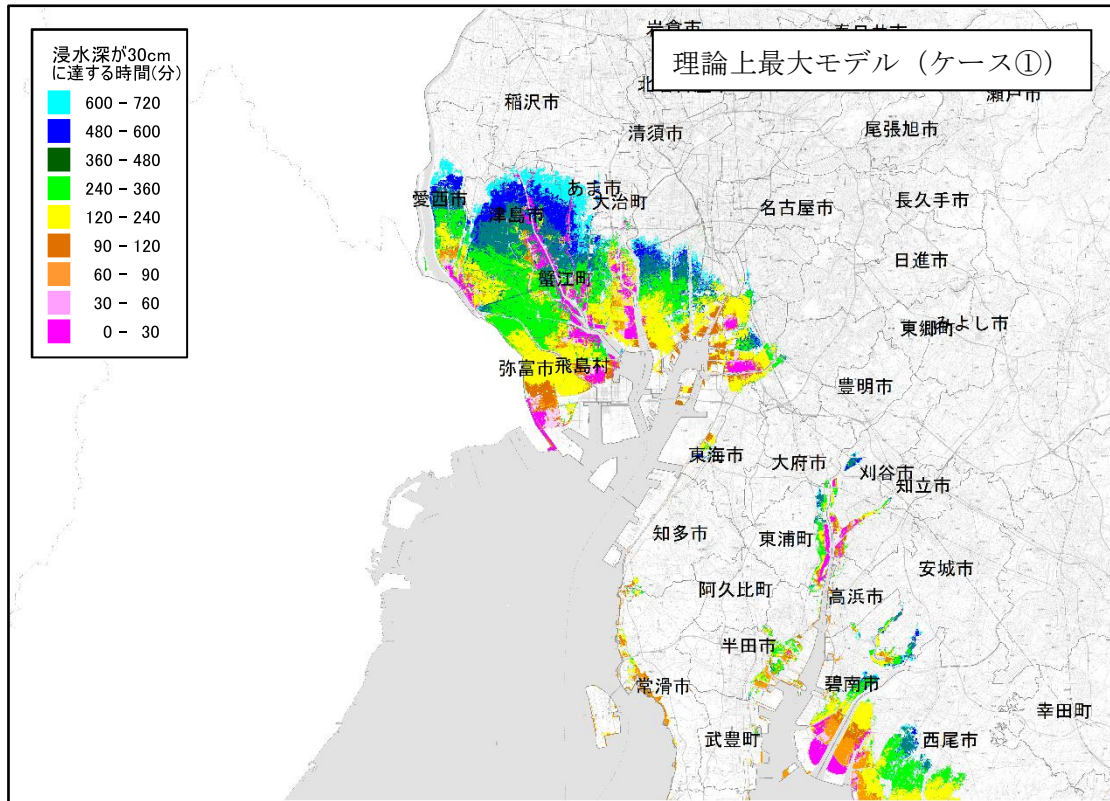 浸水深が30cm
に達する時間(分)
600 - 720
480 - 600
360 - 480
240 - 360
120 - 240
90 - 120
60 - 90
30 - 60
0 - 30
理論上最大モデル（ケース①）
岩倉市
稲沢市
清須市
瀬戸市
尾張旭市
愛西市
津島市
あま市
大治町
名古屋市
長久手市
日進市
蟹江町
東郷町
みよし市
弥富市
飛島村
豊明市
東海市
大府市
刈谷市
知立市
知多市
東浦町
安城市
阿久比町
高浜市
半田市
常滑市
碧南市
幸田町
武豊町
西尾市